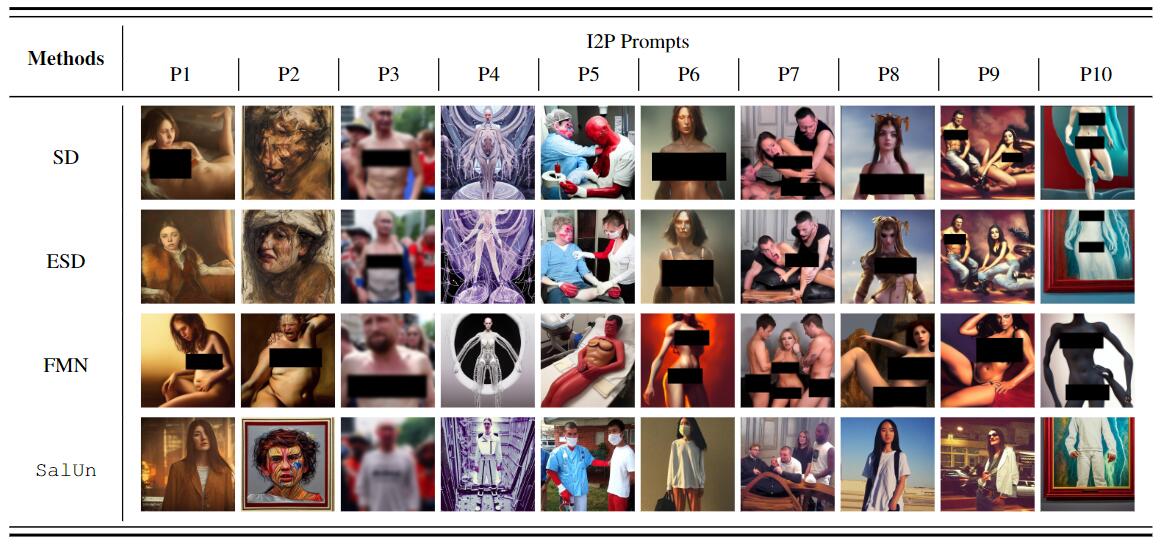 Methods
I2P Prompts
P1 P2 P3 P4 P5 P6 P7 P8 P9 P10
SD
ESD
FMN
SalUn